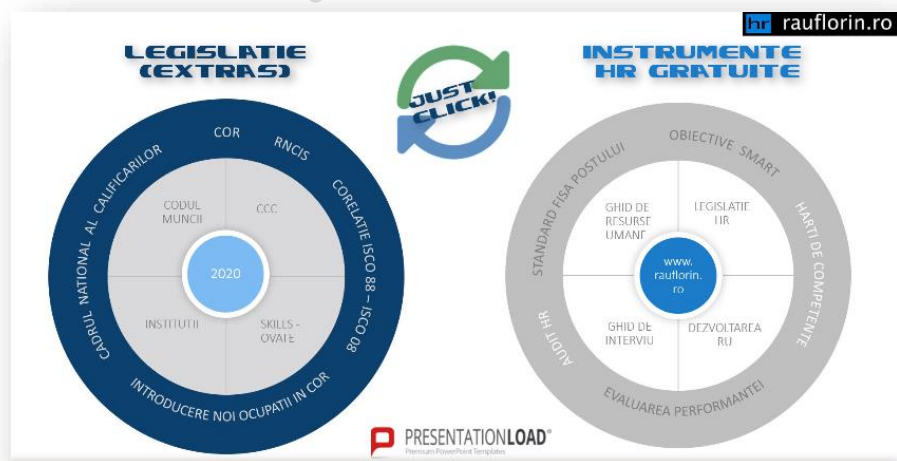 hr rauflorin.ro
LEGISLATIE
(EXTRAS)
JUST
CLICK!
INSTRUMENTE
HR GRATUITE
CADRUL NATIONAL AL CALIFICARILOR
COR
RNCIS
CORELATIE ISCO 88 – ISCO 08
INTRODUCERE NOI OCUPATII IN COR
CODUL
MUNCII
CCC
2020
INSTITUTII
SKILLS -
OVATE
AUDIT HR
STANDARD FISA POSTULUI
OBIECTIVE SMART
HARTI DE COMPETENTE
EVALUAREA PERFORMANTEI
GHID DE
RESURSE
UMANE
LEGISLATIE
HR
www.
rauflorin.
ro
GHID DE
INTERVIU
DEZVOLTAREA
RU
PRESENTATIONLOAD®
Premium PowerPoint Templates